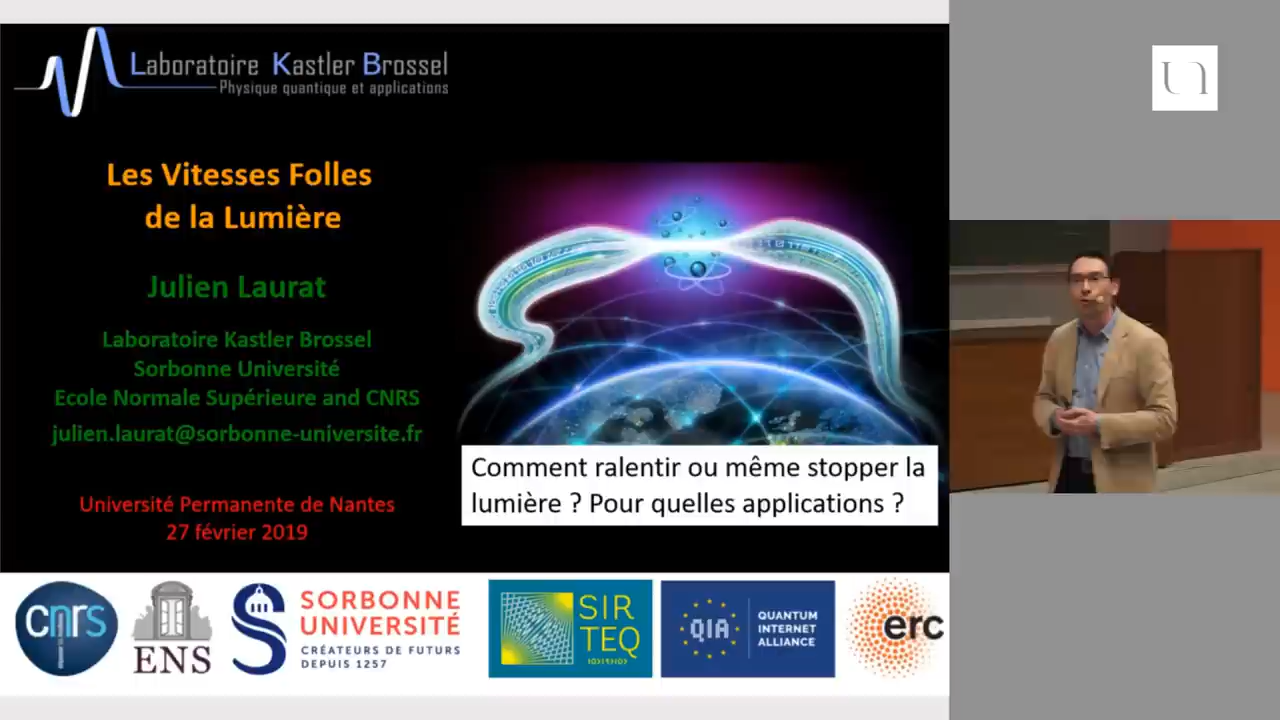 Laboratoire Kastler Brossel
Physique quantique et applications
Les Vitesses Folles
de la Lumière
Julien Laurat
Laboratoire Kastler Brossel
Sorbonne Université
Ecole Normale Supérieure and CNRS
julien.laurat@sorbonne-universite.fr
Université Permanente de Nantes
27 février 2019
Comment ralentir ou même stopper la
lumière ? Pour quelles applications ?
cnrs
ENS
SORBONNE
UNIVERSITÉ
CRÉATEURS DE FUTURS
DEPUIS 1257
SIR
TEQ
QIA
QUANTUM
INTERNET
ALLIANCE
erc